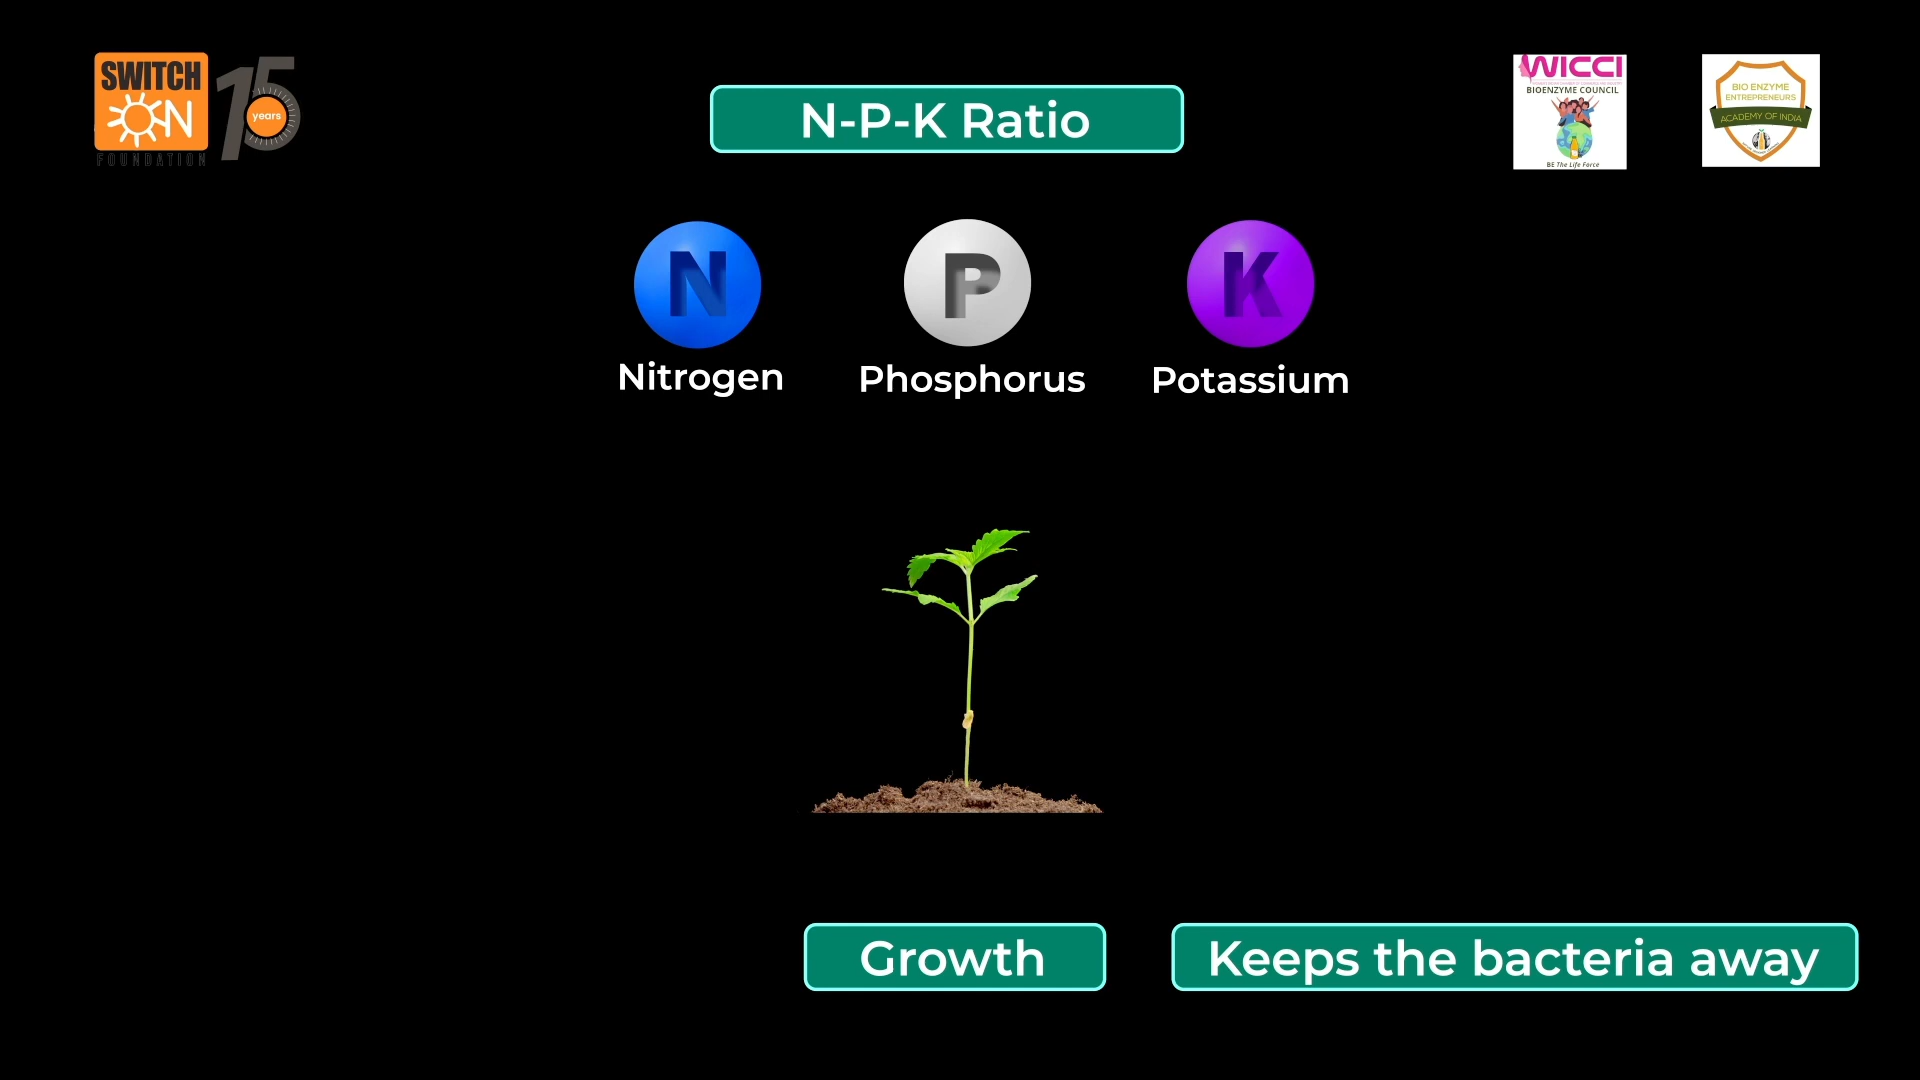 SWITCH
ON
FOUNDATION
15
years
N-P-K Ratio
WICCI
BIOENZYME COUNCIL
BE The Life Force
BIO ENZYME
ENTREPRENEURS
ACADEMY OF INDIA
N
P
K
Nitrogen
Phosphorus
Potassium
Growth
Keeps the bacteria away